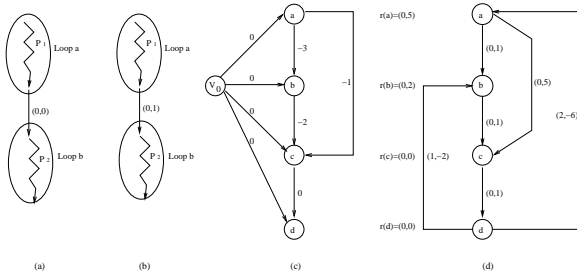 P 1
Loop a
(0,0)
P 2
Loop b
(a)
P 1
Loop a
(0,1)
P 2
Loop b
(b)
V 0
a
0
−3
−1
0
b
0
−2
0
c
0
d
(c)
r(a)=(0,5)
a
(0,1)
r(b)=(0,2)
b
(0,5)
(2,−6)
(0,1)
r(c)=(0,0)
(1,−2)
c
(0,1)
r(d)=(0,0)
d
(d)